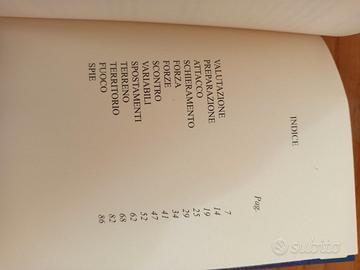 INDICE
Pag.
VALUTAZIONE 7
PREPARAZIONE 14
ATTACCO 19
SCHIERAMENTO 25
FORZA 29
FORZE 34
SCONTRO 41
VARIABILI 47
SPOSTAMENTI 52
TERRENO 62
TERRITORIO 68
FUOCO 82
SPIE 86
subito